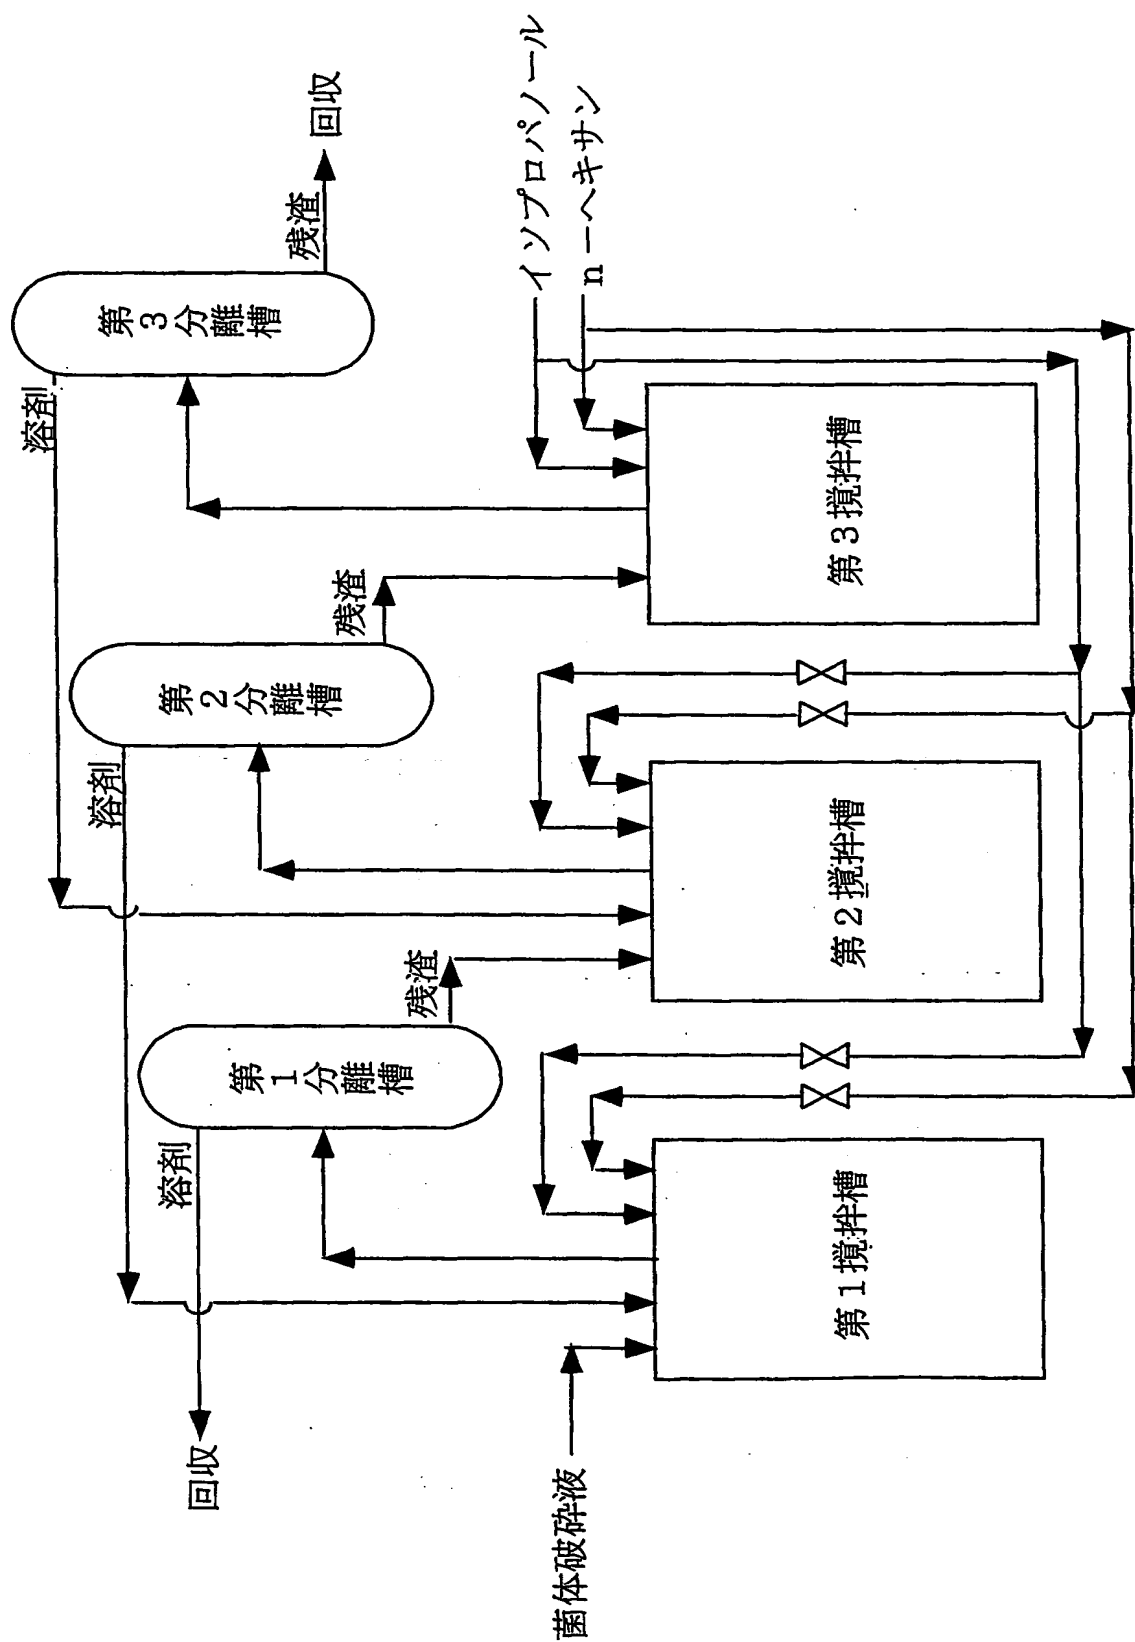 回収
溶剤
第1分離槽
残渣
溶剤
第2分離槽
残渣
溶剤
第3分離槽
残渣
回収
菌体破砕液
イソプロパノール
n－ヘキサン
第1攪拌槽
第2攪拌槽
第3攪拌槽